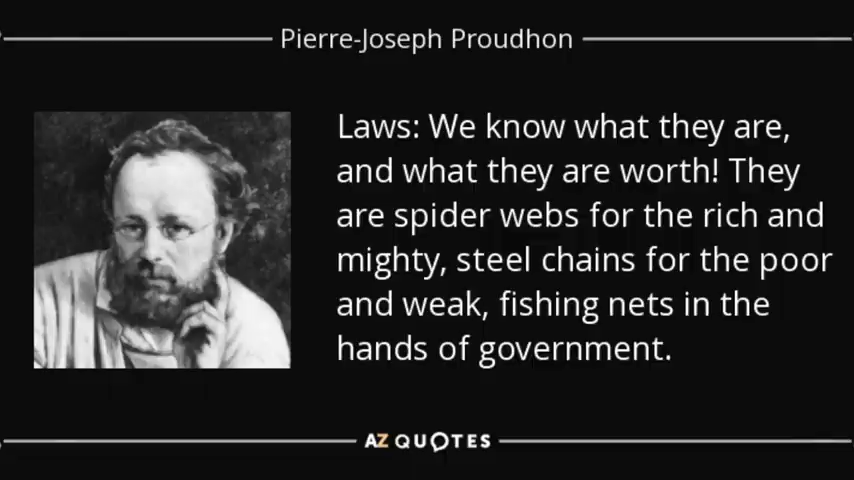 Pierre-Joseph Proudhon
Laws: We know what they are,
and what they are worth! They
are spider webs for the rich and
mighty, steel chains for the poor
and weak, fishing nets in the
hands of government.
AZ QUOTES